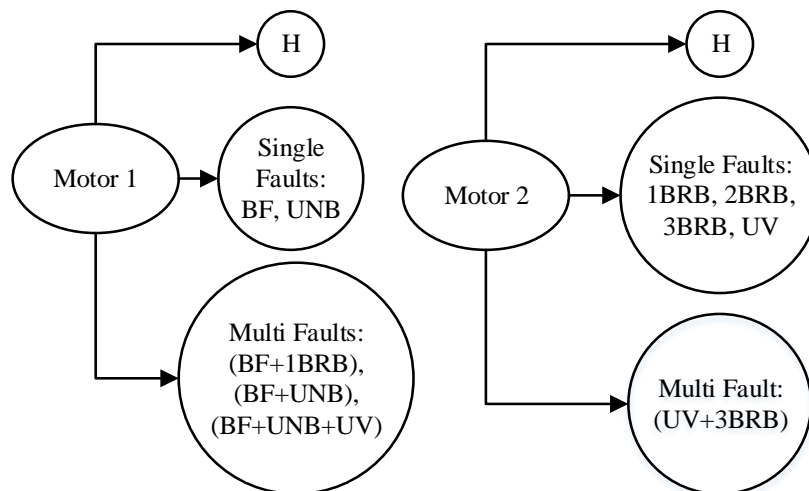 H
Motor 1
Single
Faults:
BF, UNB
Multi Faults:
(BF+1BRB),
(BF+UNB),
(BF+UNB+UV)
H
Motor 2
Single Faults:
1BRB, 2BRB,
3BRB, UV
Multi Fault:
(UV+3BRB)